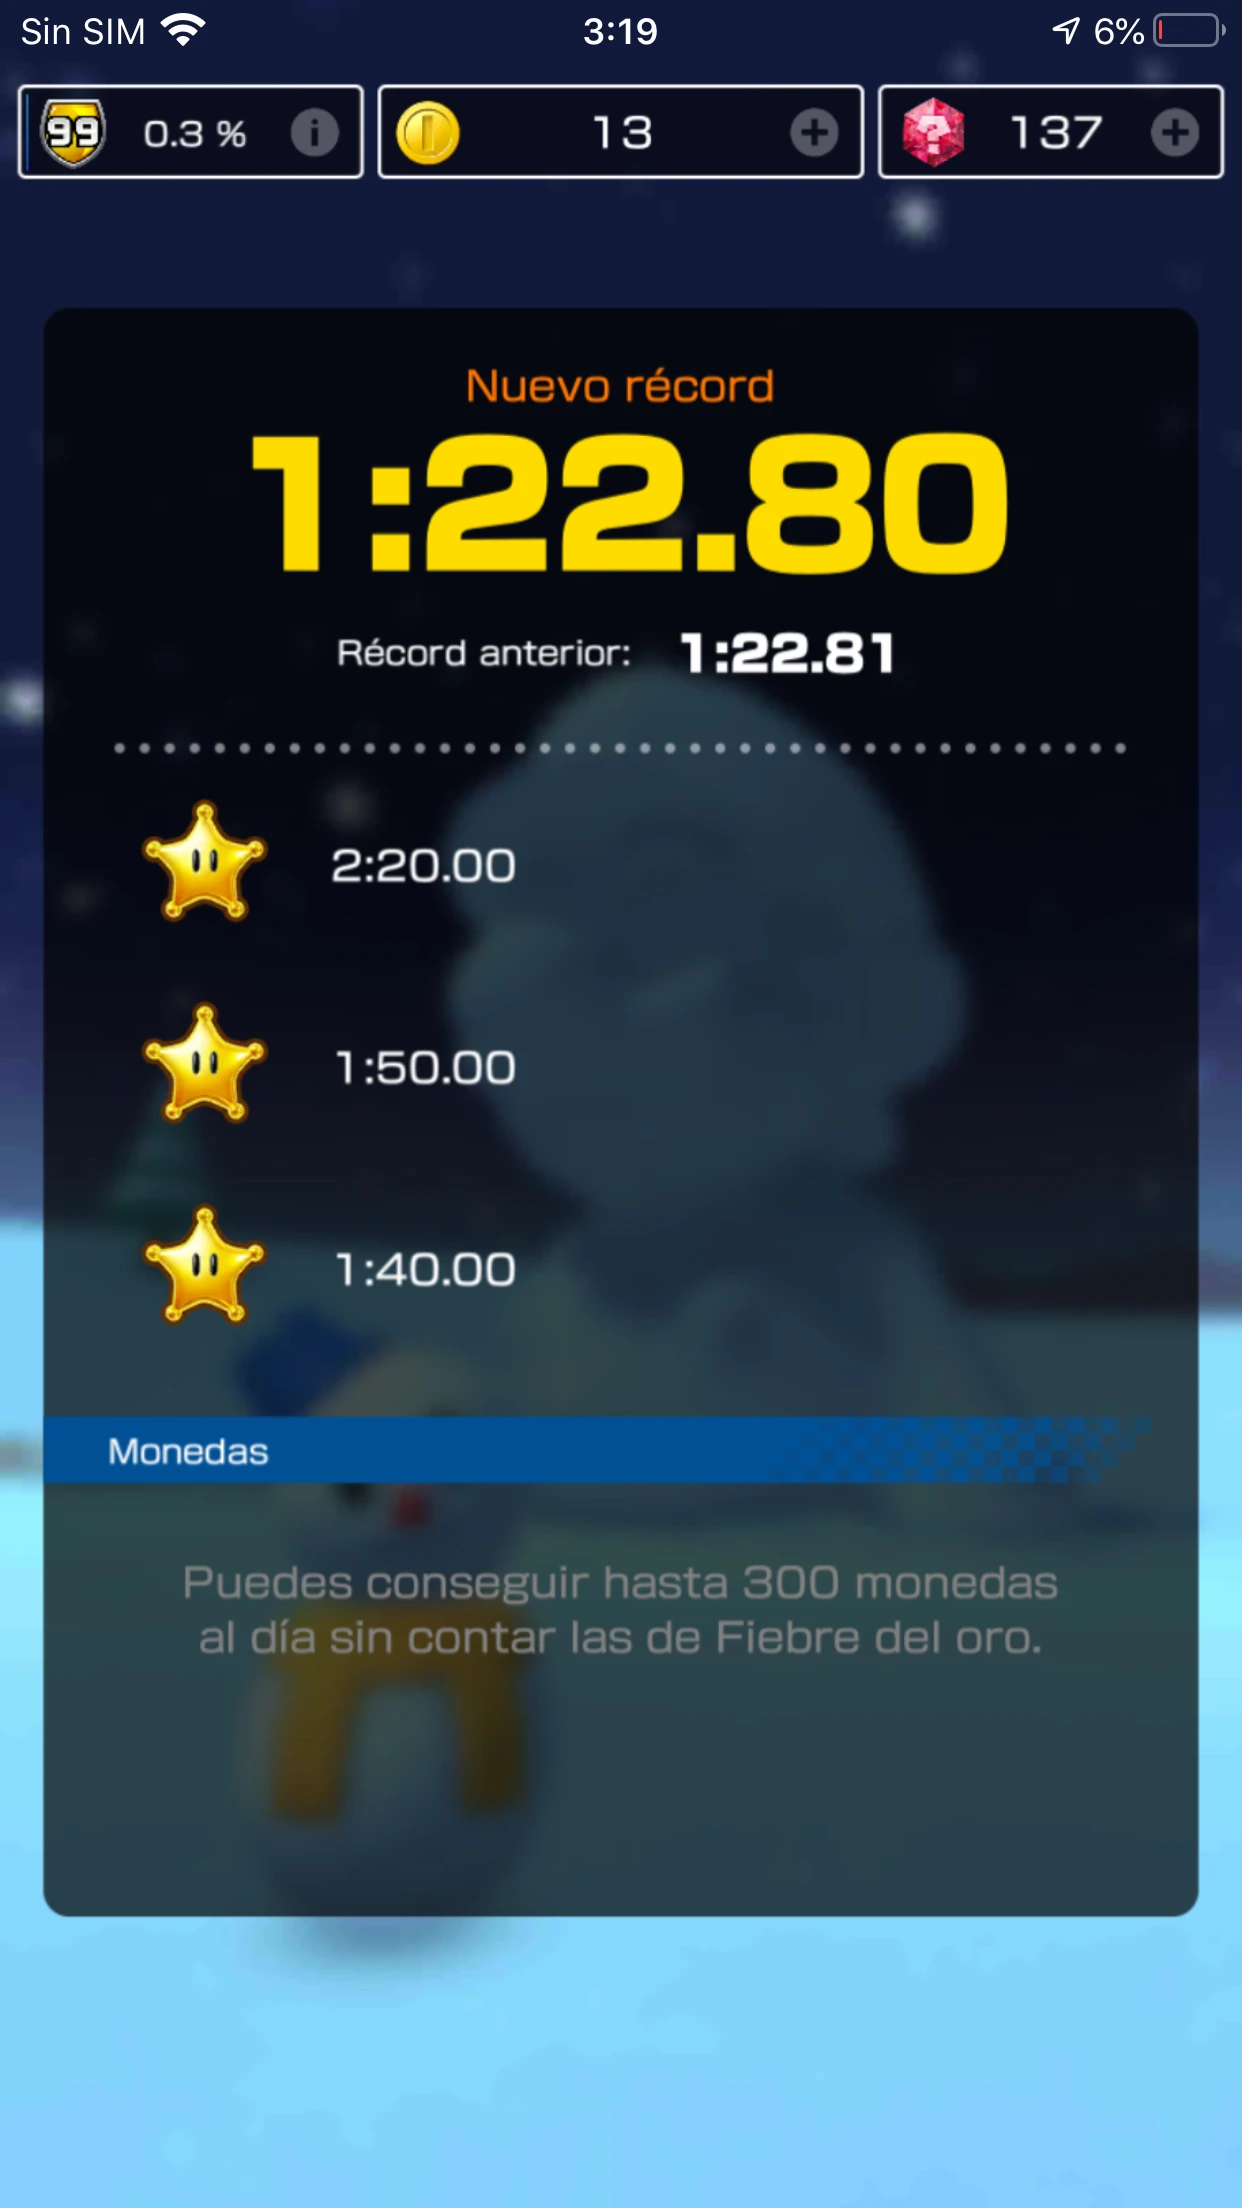 Sin SIM 3:19 6%
99 0.3 % i 13 + ? 137 +
Nuevo récord
1:22.80
Récord anterior: 1:22.81
2:20.00
1:50.00
1:40.00
Monedas
Puedes conseguir hasta 300 monedas
al día sin contar las de Fiebre del oro.